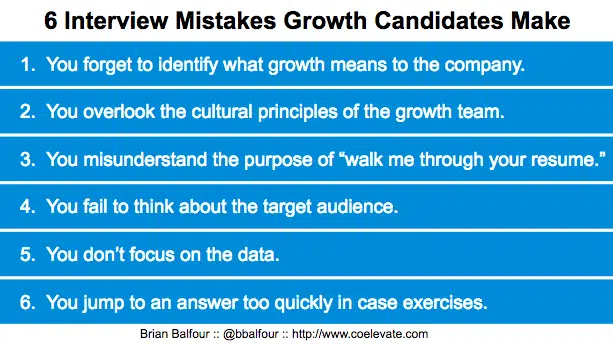 6 Interview Mistakes Growth Candidates Make
1. You forget to identify what growth means to the company.
2. You overlook the cultural principles of the growth team.
3. You misunderstand the purpose of “walk me through your resume.”
4. You fail to think about the target audience.
5. You don’t focus on the data.
6. You jump to an answer too quickly in case exercises.
Brian Balfour :: @bbalfour :: http://www.coelevate.com